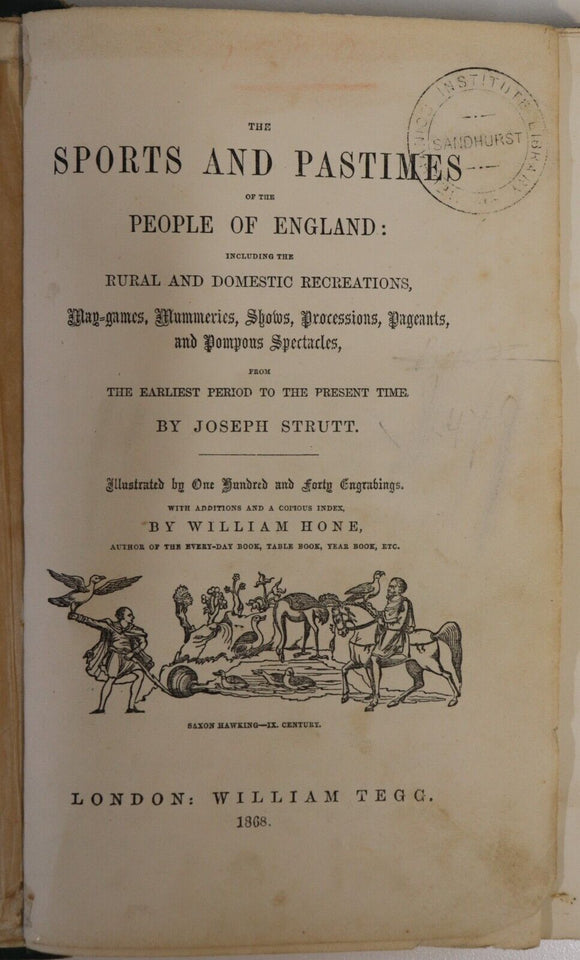 THE
SPORTS AND PASTIMES
OF THE
PEOPLE OF ENGLAND:
INCLUDING THE
RURAL AND DOMESTIC RECREATIONS,
May-games, Mummeries, Shows, Processions, Pageants,
and Pompous Spectacles,
FROM
THE EARLIEST PERIOD TO THE PRESENT TIME.
BY JOSEPH STRUTT.
Illustrated by One Hundred and Forty Engravings.
WITH ADDITIONS AND A COPIOUS INDEX,
BY WILLIAM HONE,
AUTHOR OF THE EVERY-DAY BOOK, TABLE BOOK, YEAR BOOK, ETC.
SAXON HAWKING—IX. CENTURY.
LONDON: WILLIAM TEGG.
1868.
INSTITUTE LIBRARY
SANDHURST